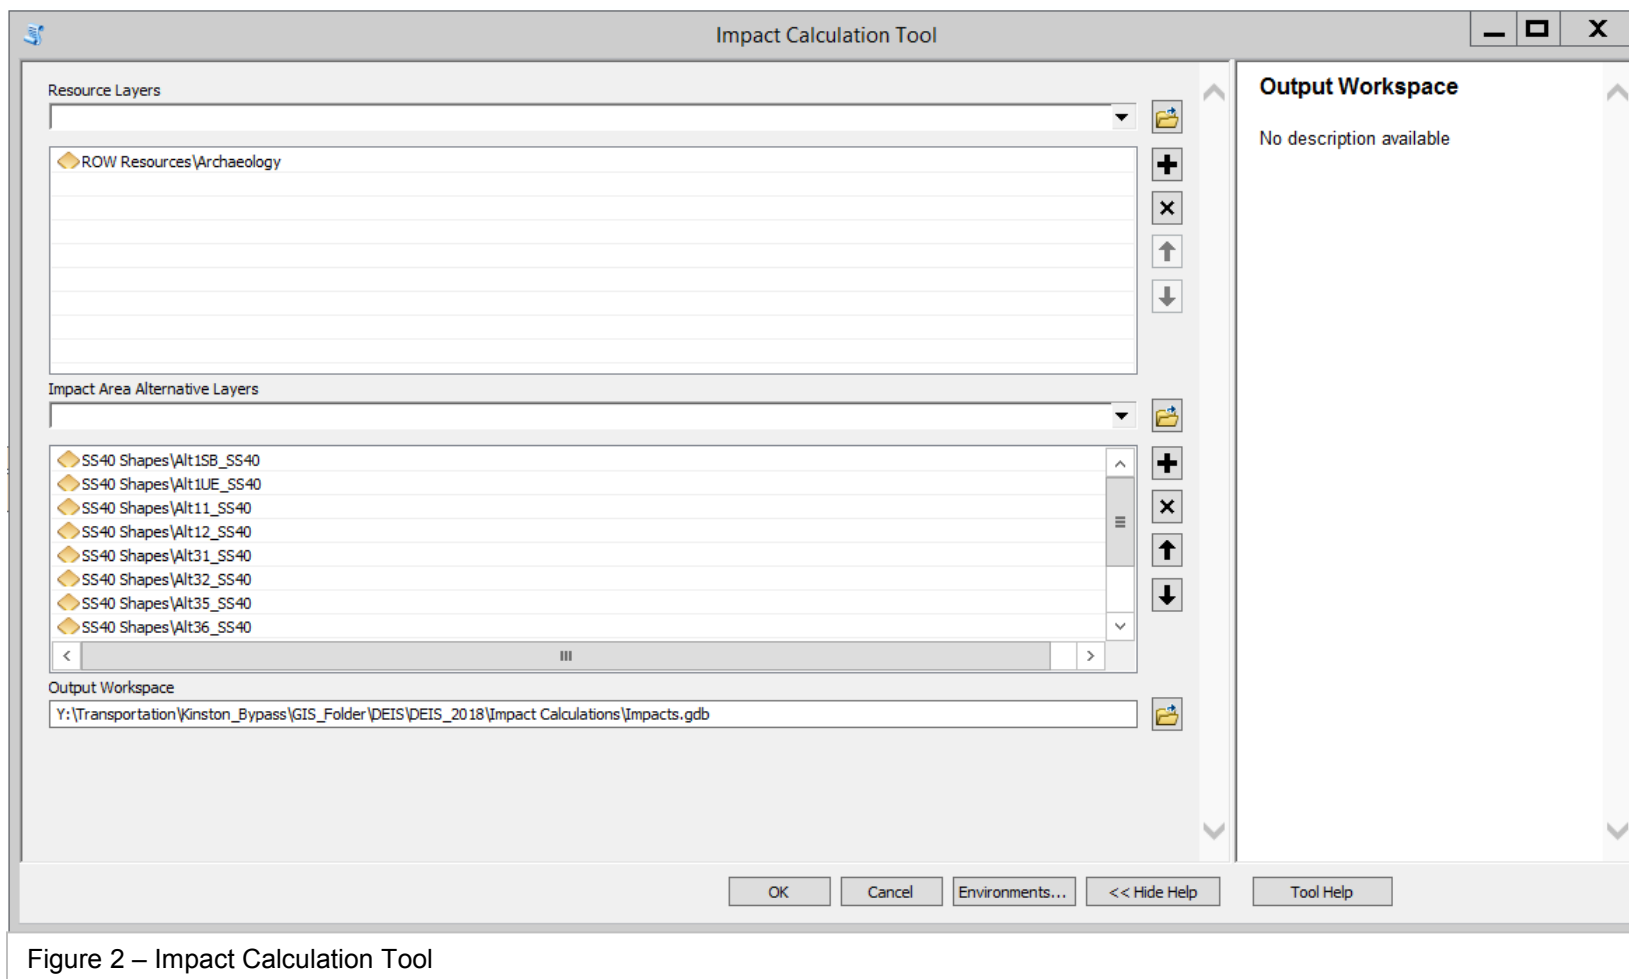 Impact Calculation Tool
Resource Layers
ROW Resources\Archaeology
Impact Area Alternative Layers
SS40 Shapes\Alt1SB_SS40
SS40 Shapes\Alt1UE_SS40
SS40 Shapes\Alt11_SS40
SS40 Shapes\Alt12_SS40
SS40 Shapes\Alt31_SS40
SS40 Shapes\Alt32_SS40
SS40 Shapes\Alt35_SS40
SS40 Shapes\Alt36_SS40
Output Workspace
Y:\Transportation\Kinston_Bypass\GIS_Folder\DEIS\DEIS_2018\Impact Calculations\Impacts.gdb
Output Workspace
No description available
OK
Cancel
Environments...
<< Hide Help
Tool Help
Figure 2 – Impact Calculation Tool